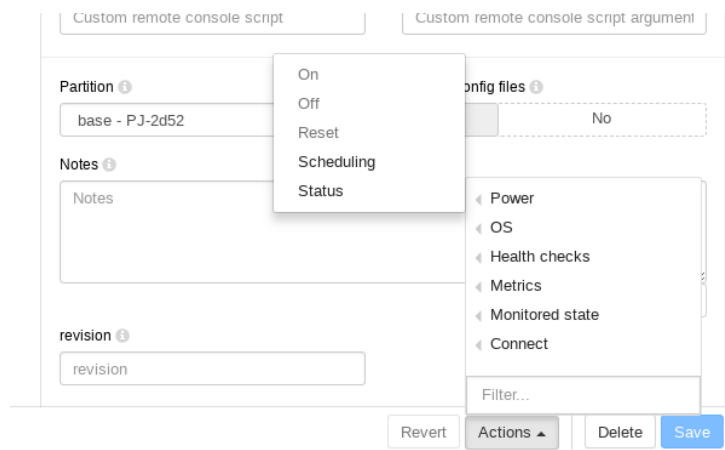 Custom remote console script
Custom remote console script argument
Partition
onfig files
base - PJ-2d52
No
Notes
Notes
On
Off
Reset
Scheduling
Status
Power
OS
Health checks
Metrics
Monitored state
Connect
Filter...
revision
revision
Revert
Actions
Delete
Save